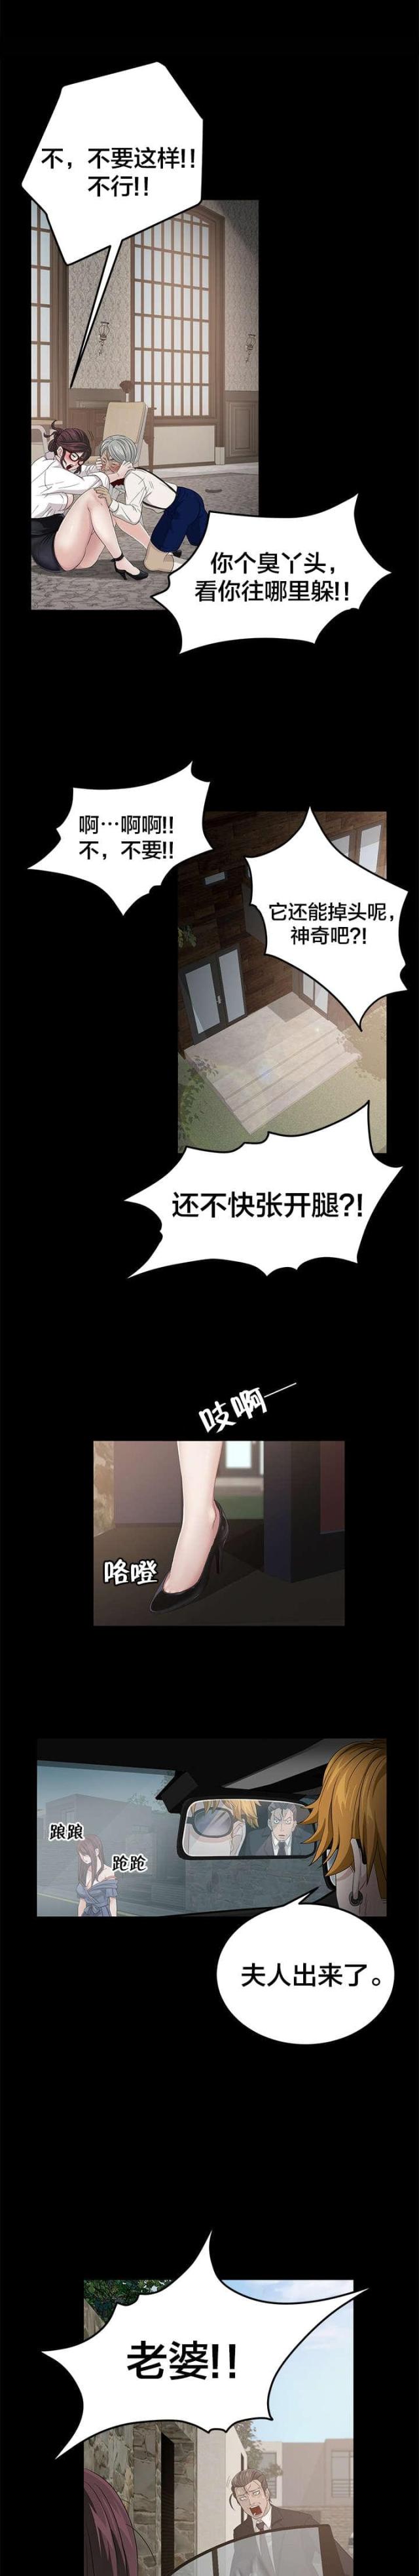 不，不要这样!!
不行!!
你个臭丫头，
看你往哪里躲!!
啊…啊啊!!
不，不要!!
它还能掉头呢，
神奇吧?!
还不快张开腿?!
吱啊—
咯噔
踉踉
跄跄
夫人出来了。
老婆!!